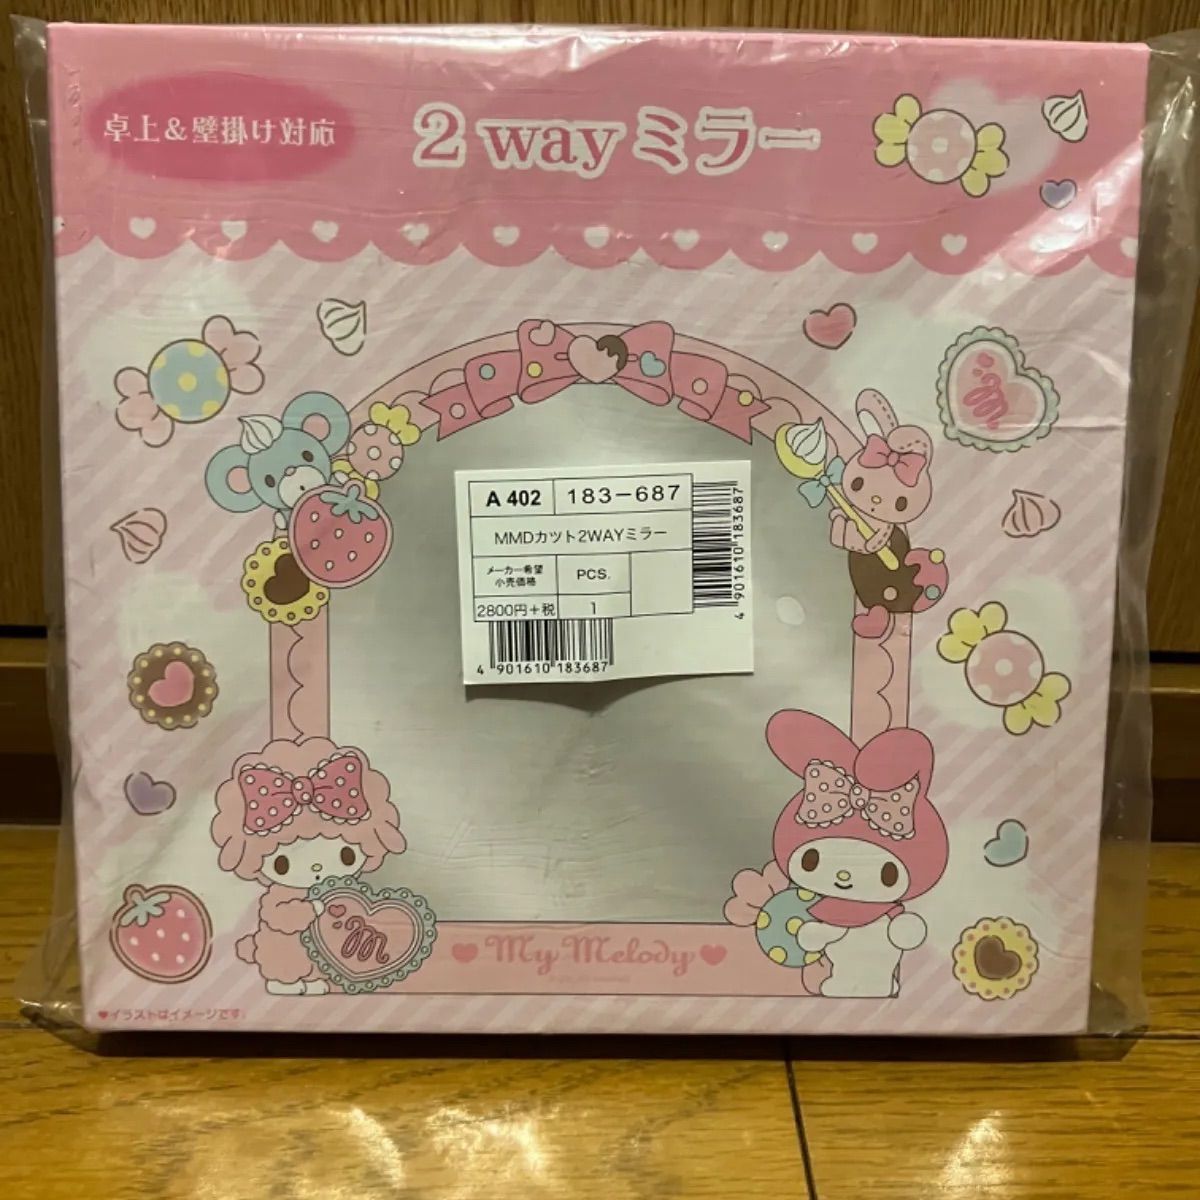 卓上&壁掛け対応
2 way ミラー
A 402
183-687
MMDカット2WAYミラー
メーカー希望
小売価格
PCS.
2800円+税
1
4 901610 183687
4 901610 183687
m
m
♥My Melody♥
♥イラストはイメージです。